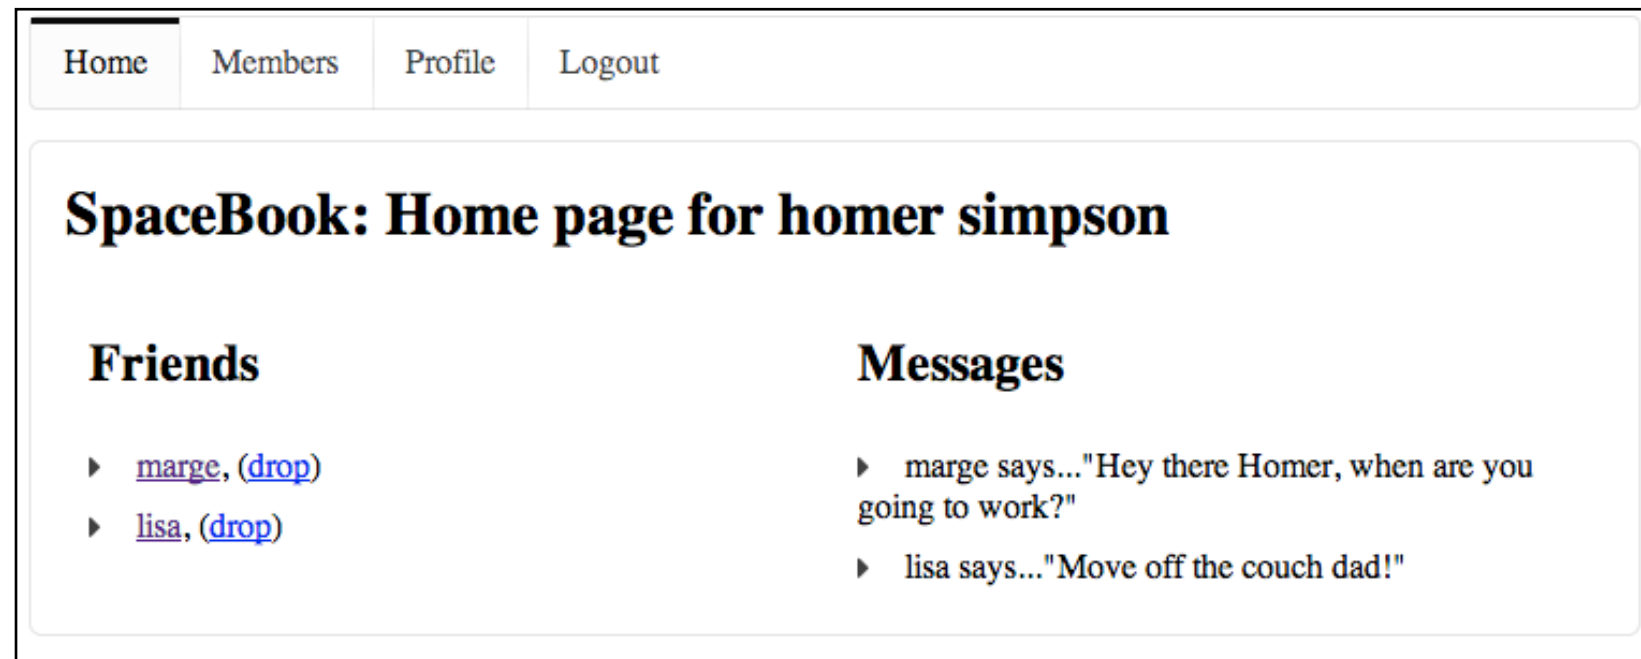 Home Members Profile Logout
SpaceBook: Home page for homer simpson
Friends
marge, (drop)
lisa, (drop)
Messages
marge says..."Hey there Homer, when are you
going to work?"
lisa says..."Move off the couch dad!"